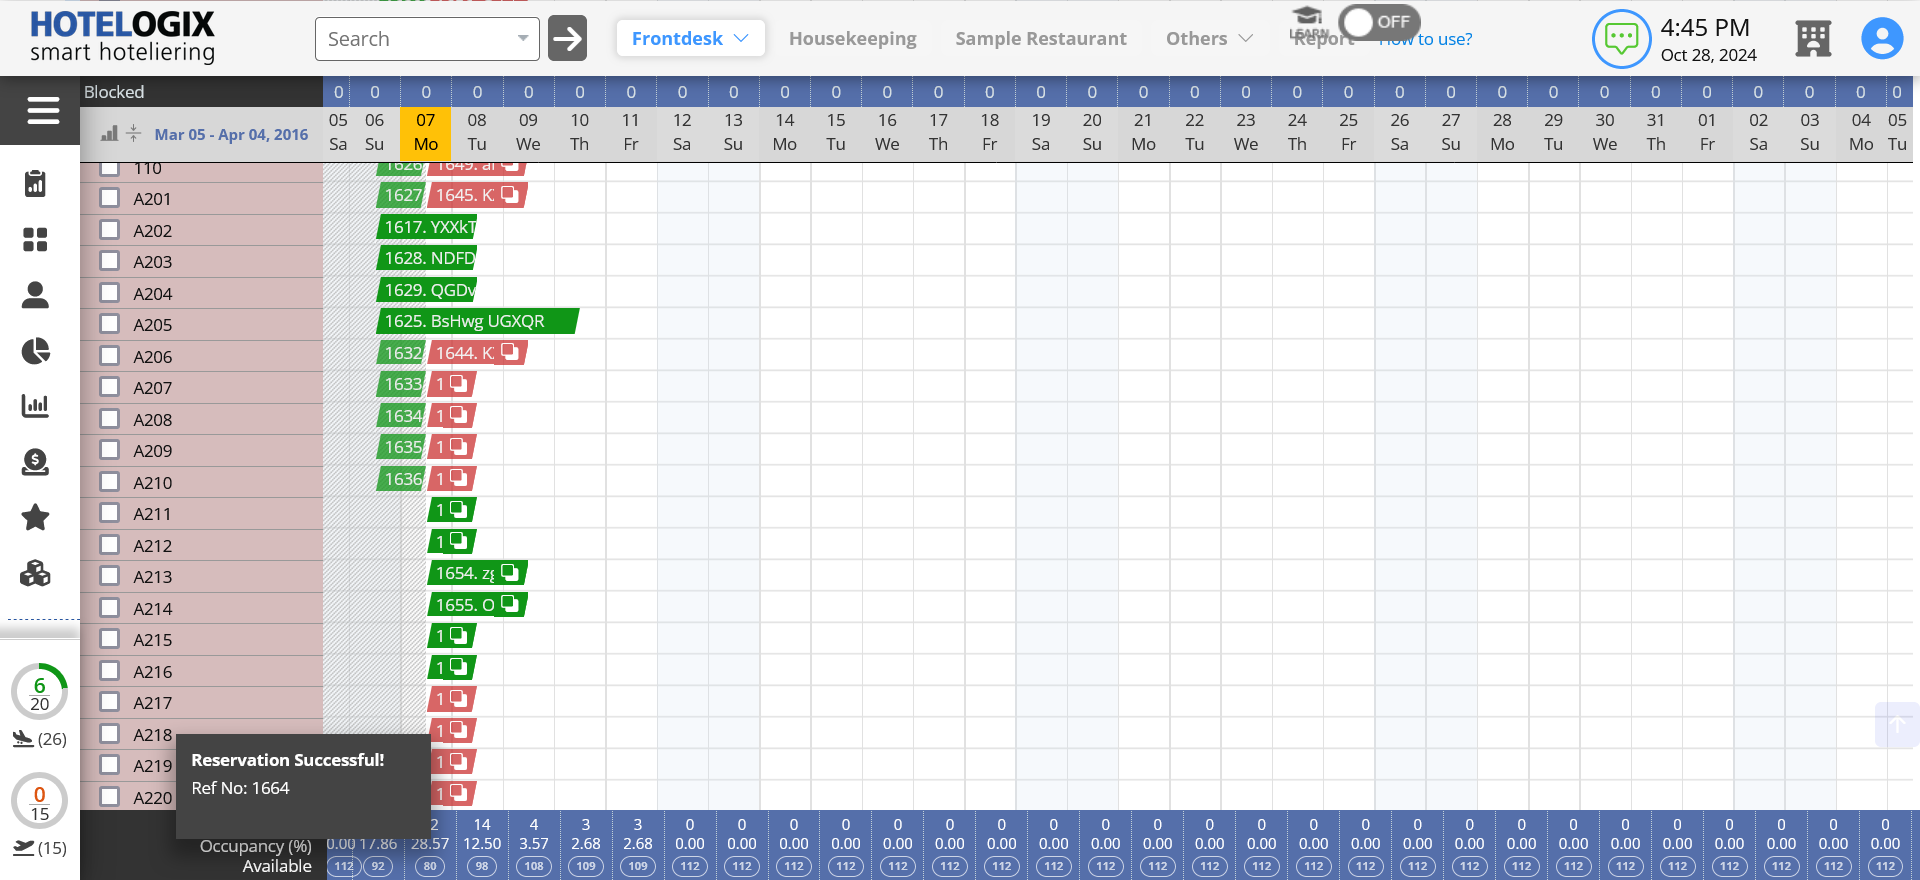 HOTELOGIX
smart hoteliering
Search
Frontdesk
Housekeeping
Sample Restaurant
Others
Report
LEARN
OFF
How to use?
4:45 PM
Oct 28, 2024
Blocked 0 0 0 0 0 0 0 0 0 0 0 0 0 0 0 0 0 0 0 0 0 0 0 0 0 0 0 0 0 0 0 0
Mar 05 - Apr 04, 2016
05 06 07 08 09 10 11 12 13 14 15 16 17 18 19 20 21 22 23 24 25 26 27 28 29 30 31 01 02 03 04 05
Sa Su Mo Tu We Th Fr Sa Su Mo Tu We Th Fr Sa Su Mo Tu We Th Fr Sa Su Mo Tu We Th Fr Sa Su Mo Tu
110 1626 1649.
A201 1627 1645.
A202 1617. YXXkT
A203 1628. NDFD
A204 1629. QGDv
A205 1625. BsHwg UGXQR
A206 1632 1644.
A207 1633 1
A208 1634 1
A209 1635 1
A210 1636 1
A211 1
A212 1
A213 1654.
A214 1655. O
A215 1
A216 1
A217 1
A218 1
A219 1
A220 1
6
20
(26)
0
15
(15)
Reservation Successful!
Ref No: 1664
2 14 4 3 3 0 0 0 0 0 0 0 0 0 0 0 0 0 0 0 0 0 0 0 0 0 0 0 0
Occupancy (%) 0.00 17.86 28.57 12.50 3.57 2.68 2.68 0.00 0.00 0.00 0.00 0.00 0.00 0.00 0.00 0.00 0.00 0.00 0.00 0.00 0.00 0.00 0.00 0.00 0.00 0.00 0.00 0.00 0.00 0.00 0.00
Available 112 92 80 98 108 109 109 112 112 112 112 112 112 112 112 112 112 112 112 112 112 112 112 112 112 112 112 112 112 112 112